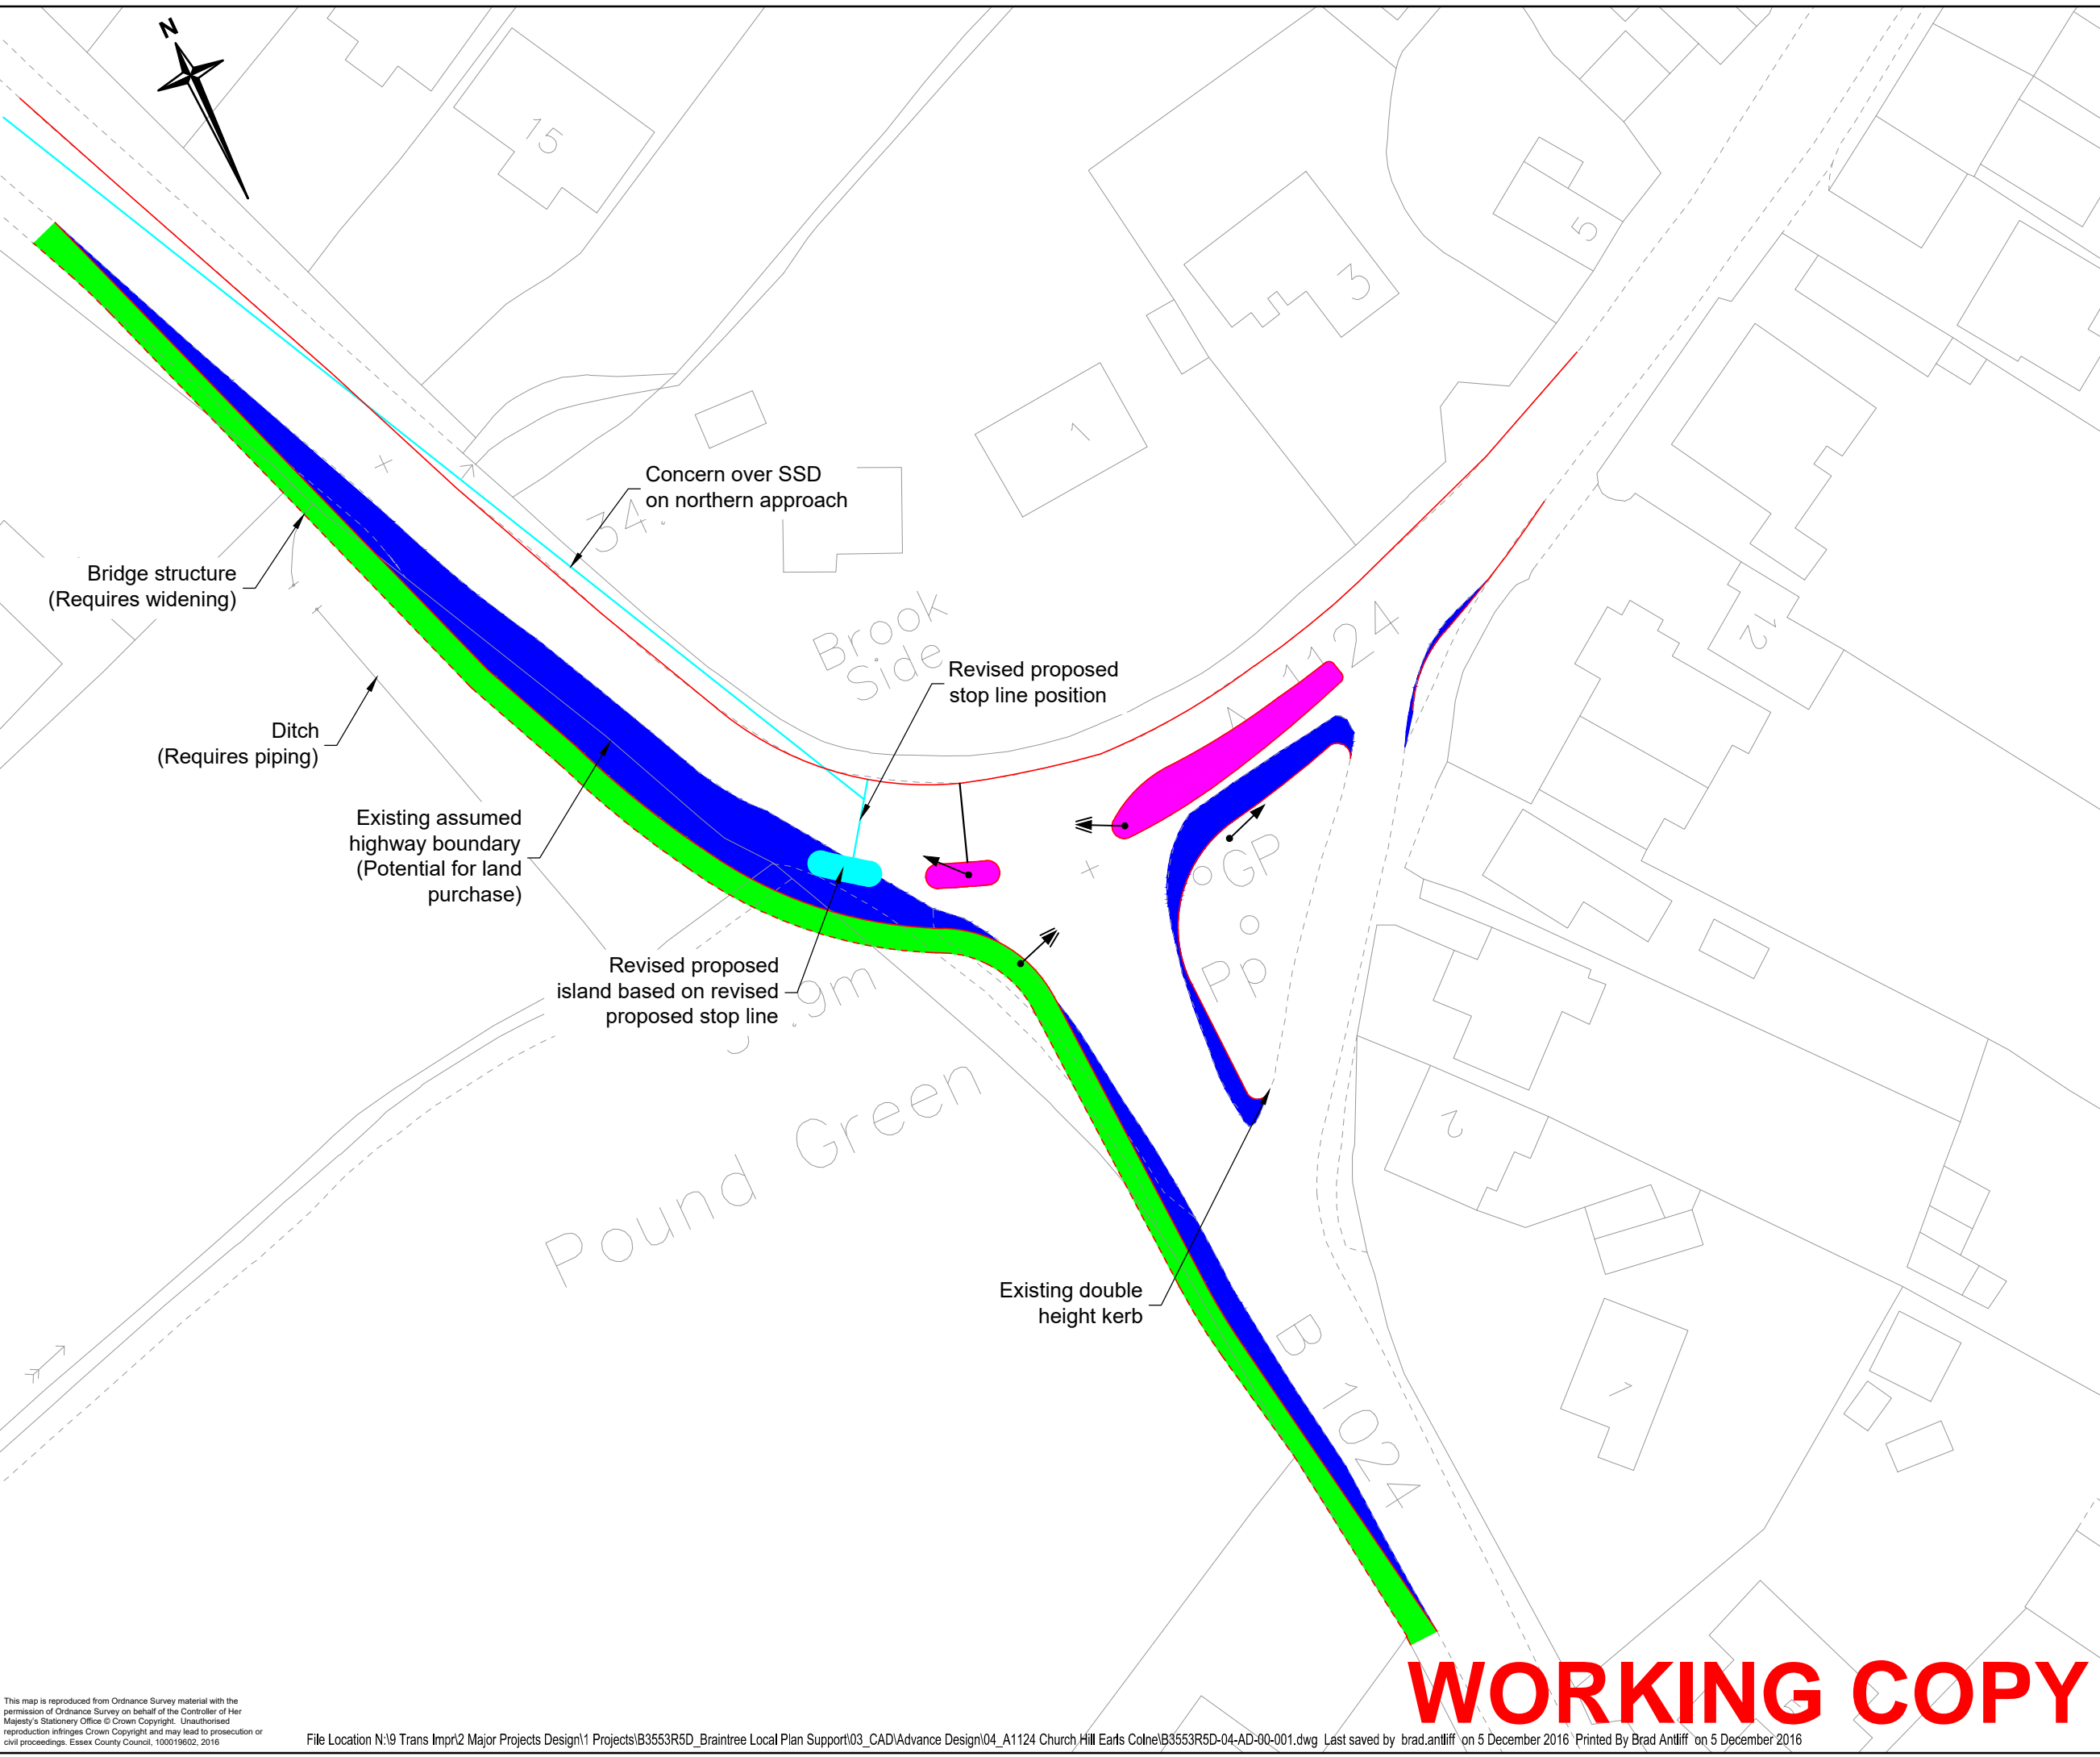 N
15
3
5
1
34
Concern over SSD
on northern approach
Bridge structure
(Requires widening)
Brook
Side
A 1124
12
Revised proposed
stop line position
Ditch
(Requires piping)
Existing assumed
highway boundary
(Potential for land
purchase)
GP
Pp
Revised proposed
island based on revised
proposed stop line
9m
Pound Green
2
Existing double
height kerb
B 1024
1
WORKING COPY
This map is reproduced from Ordnance Survey material with the
permission of Ordnance Survey on behalf of the Controller of Her
Majesty's Stationery Office © Crown Copyright. Unauthorised
reproduction infringes Crown Copyright and may lead to prosecution or
civil proceedings. Essex County Council, 100019602, 2016
File Location N:\9 Trans Impr\2 Major Projects Design\1 Projects\B3553R5D_Braintree Local Plan Support\03_CAD\Advance Design\04_A1124 Church Hill Earls Colne\B3553R5D-04-AD-00-001.dwg Last saved by brad.antliff on 5 December 2016 Printed By Brad Antliff on 5 December 2016